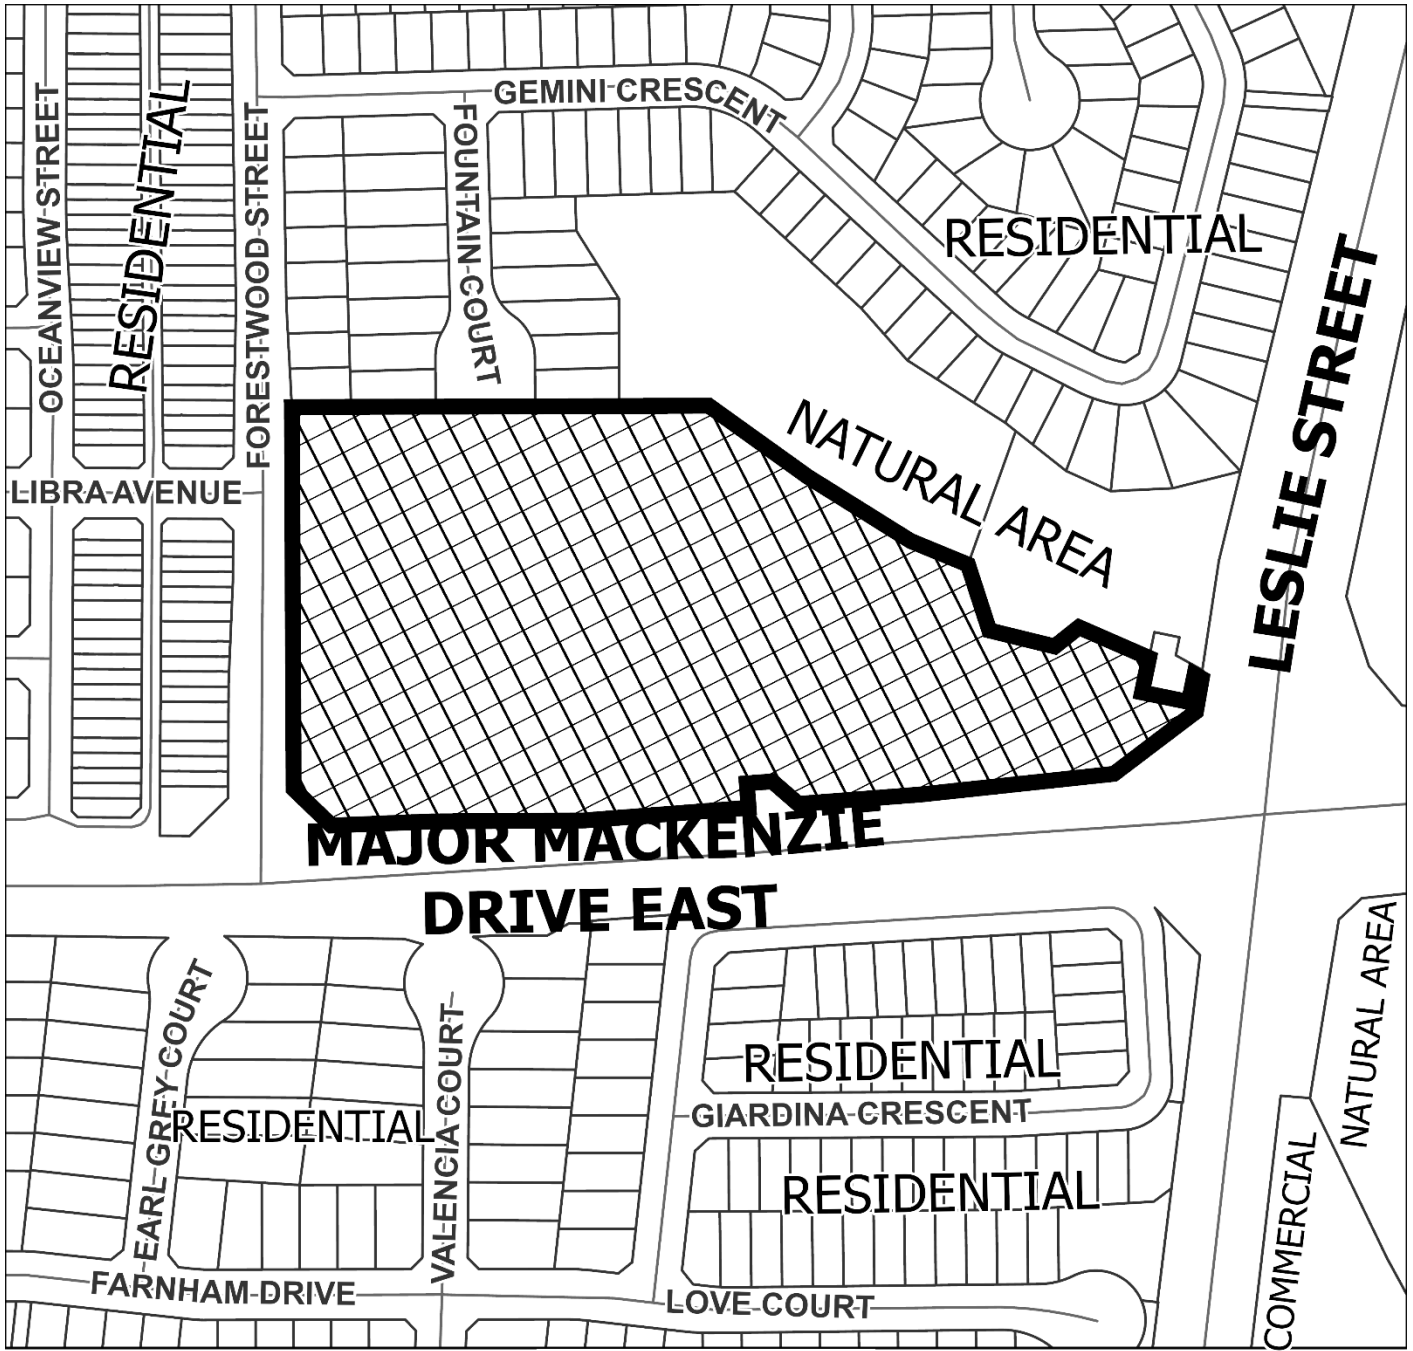 GEMINI CRESCENT
OCEANVIEW STREET
RESIDENTIAL
FORESTWOOD STREET
FOUNTAIN COURT
RESIDENTIAL
LESLIE STREET
NATURAL AREA
LIBRA AVENUE
MAJOR MACKENZIE
DRIVE EAST
EARL GREY COURT
VALENCIA COURT
RESIDENTIAL
RESIDENTIAL
GIARDINA CRESCENT
RESIDENTIAL
NATURAL AREA
COMMERCIAL
FARNHAM DRIVE
LOVE COURT